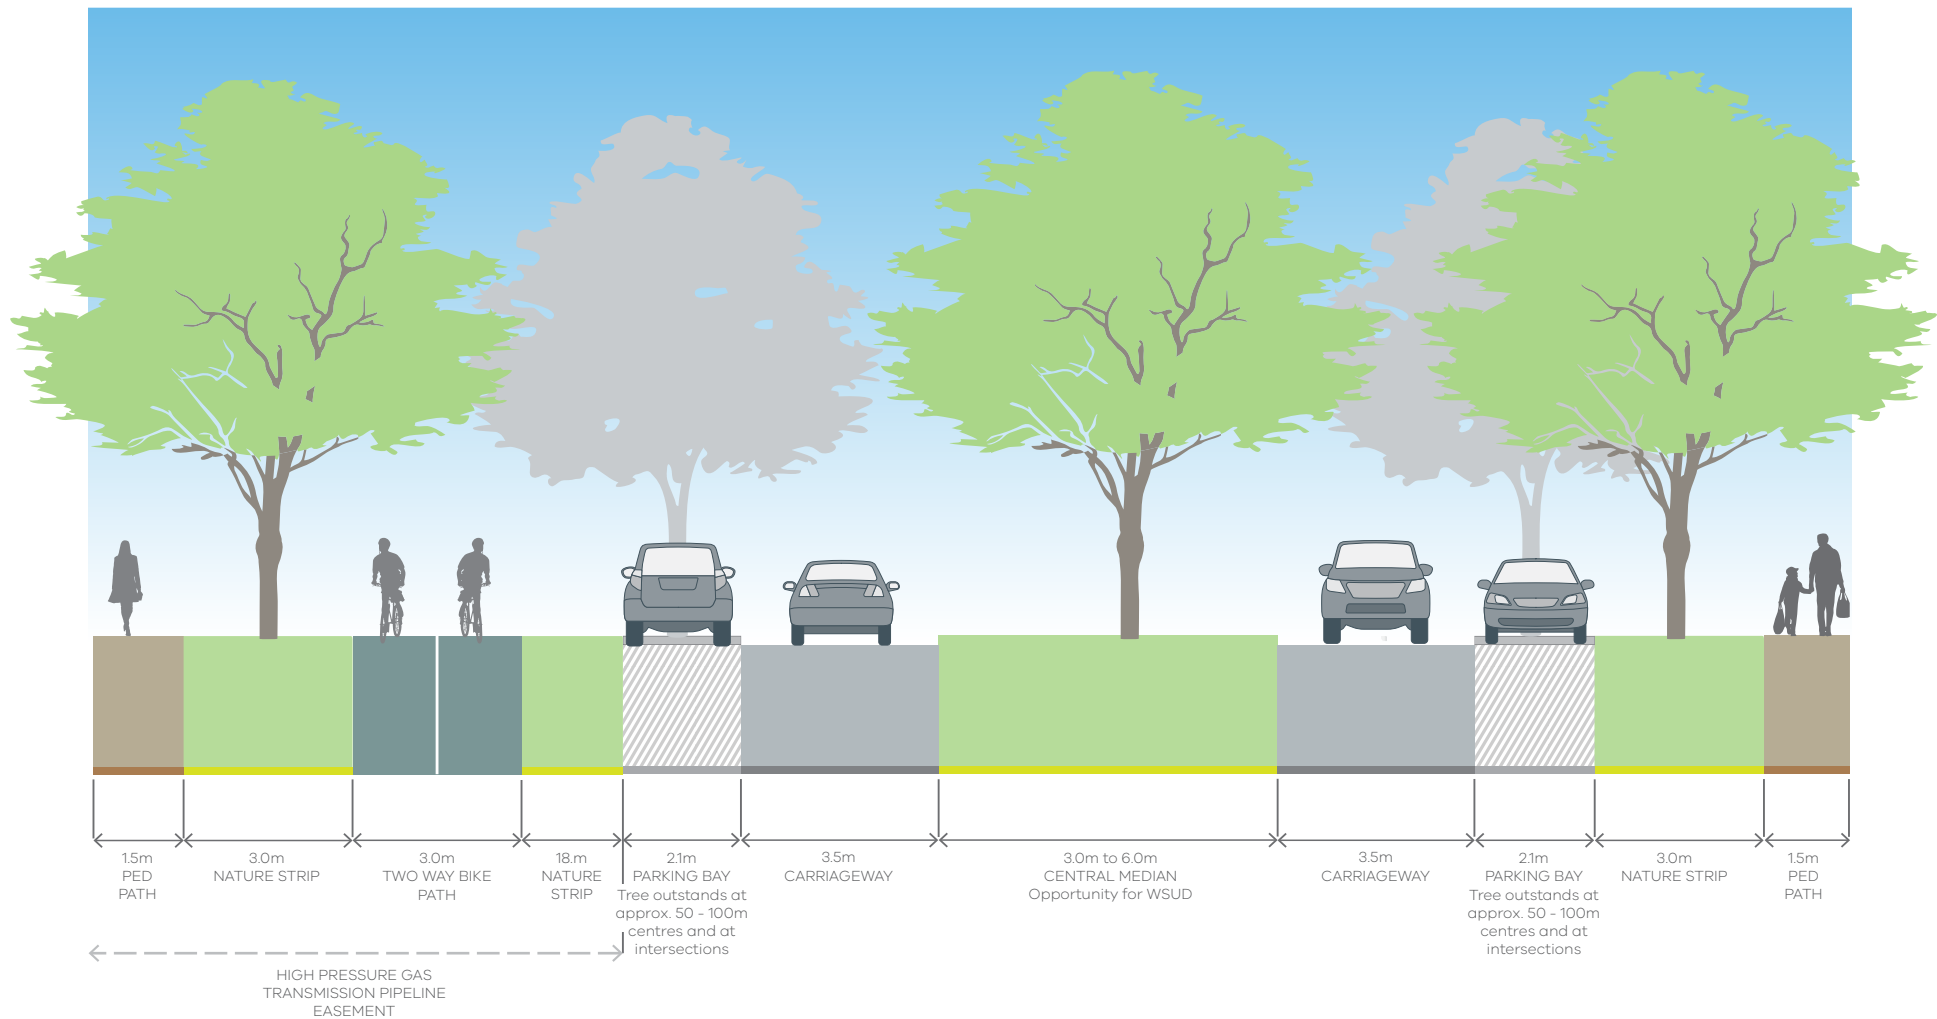 1.5m
PED
PATH
3.0m
NATURE STRIP
3.0m
TWO WAY BIKE
PATH
18.m
NATURE
STRIP
2.1m
PARKING BAY
Tree outstands at
approx. 50 - 100m
centres and at
intersections
3.5m
CARRIAGEWAY
3.0m to 6.0m
CENTRAL MEDIAN
Opportunity for WSUD
3.5m
CARRIAGEWAY
2.1m
PARKING BAY
Tree outstands at
approx. 50 - 100m
centres and at
intersections
3.0m
NATURE STRIP
1.5m
PED
PATH
HIGH PRESSURE GAS
TRANSMISSION PIPELINE
EASEMENT